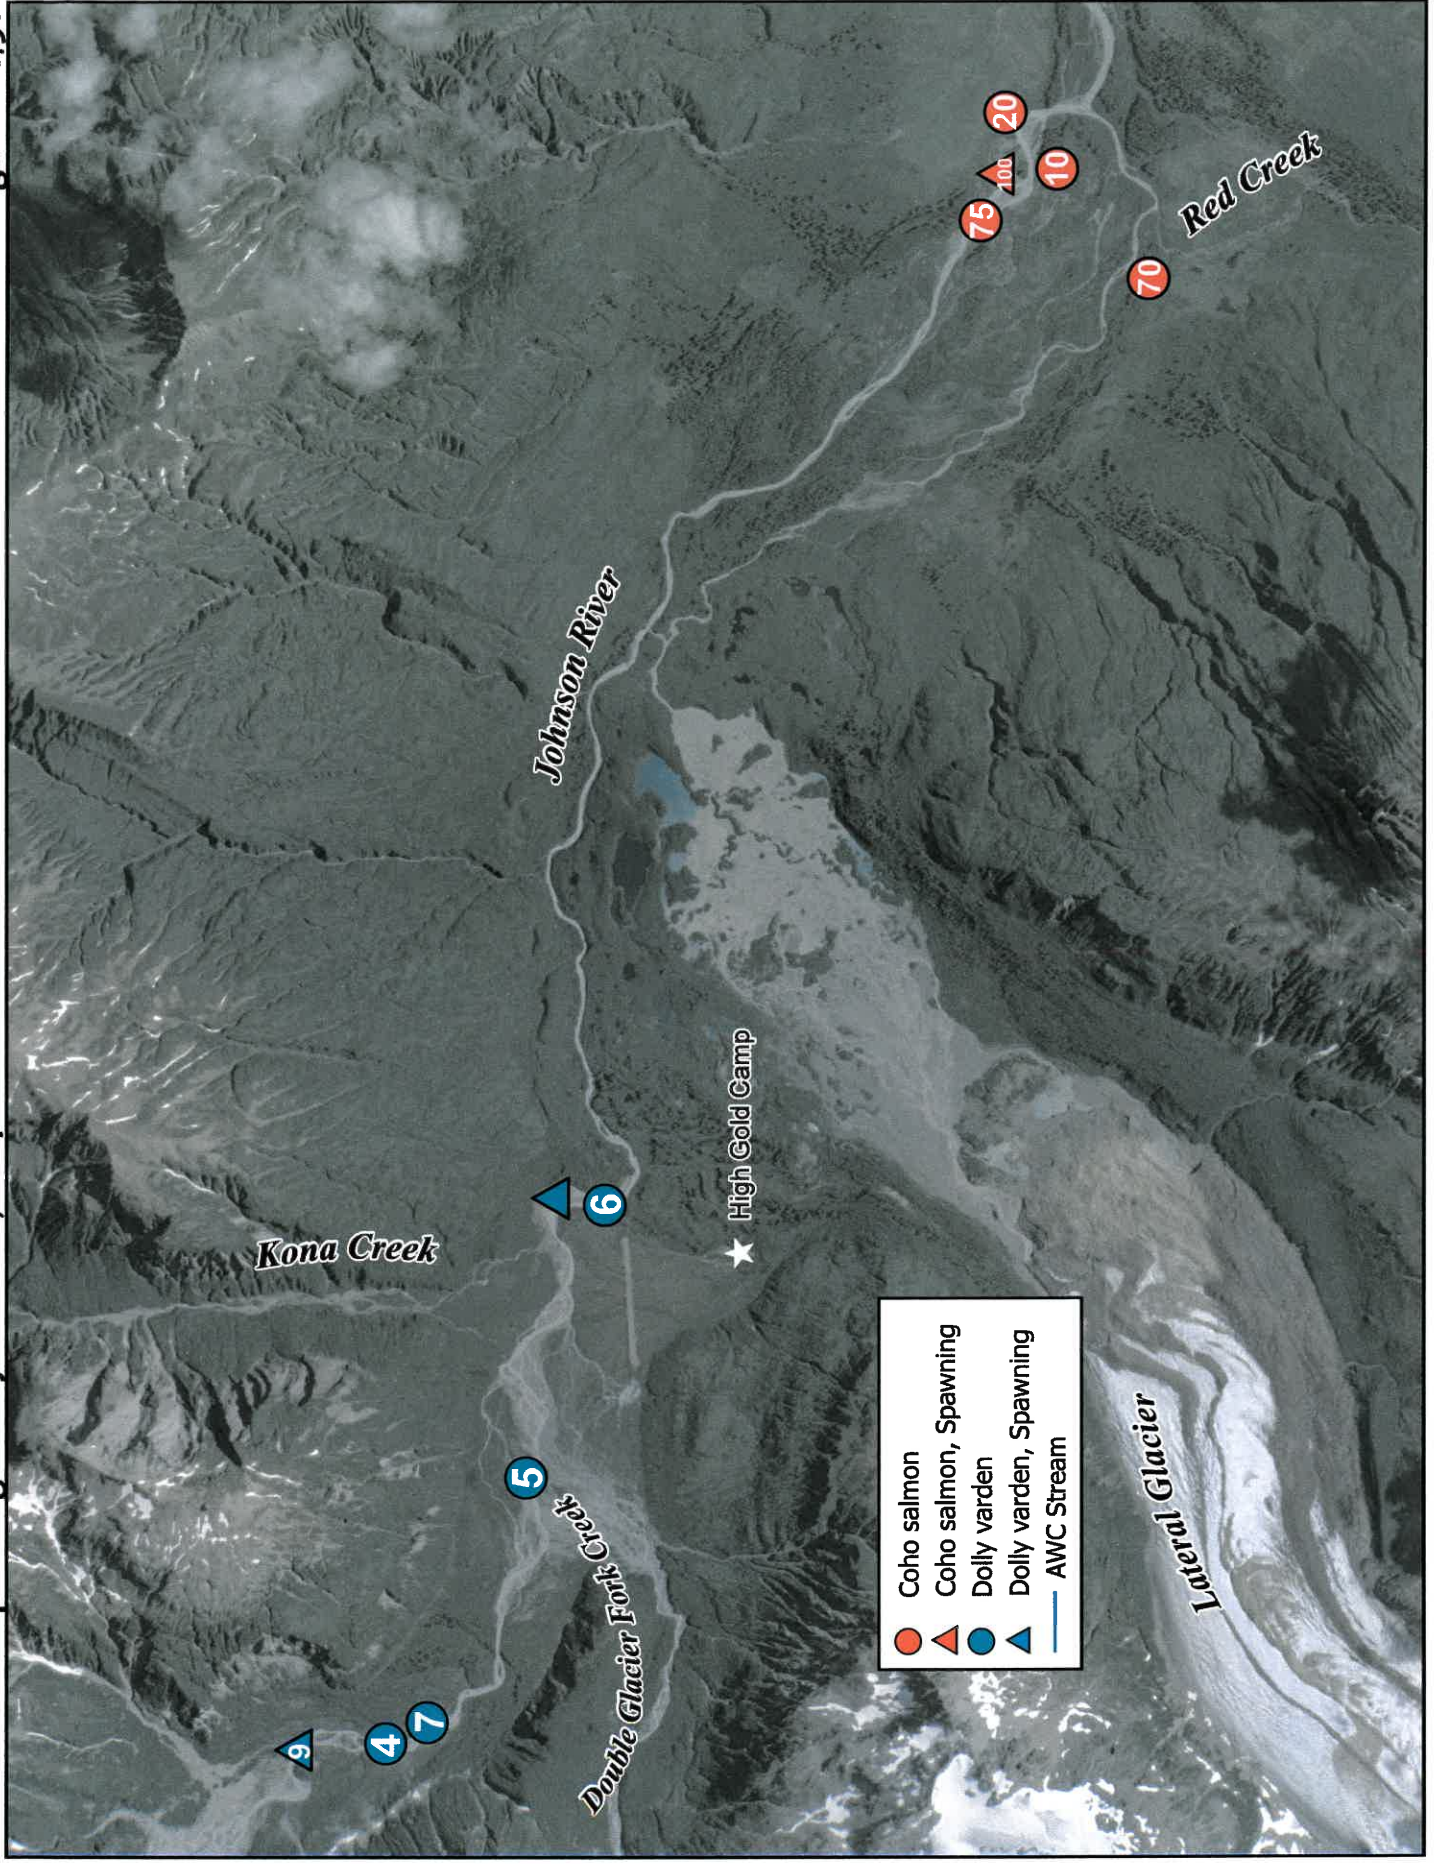 9
Kona Creek
4
7
5
Johnson River
6
Double Glacier Fork Creek
High Gold Camp
Coho salmon
Coho salmon, Spawning
Dolly varden
Dolly varden, Spawning
AWC Stream
75
100
20
10
70
Lateral Glacier
Red Creek